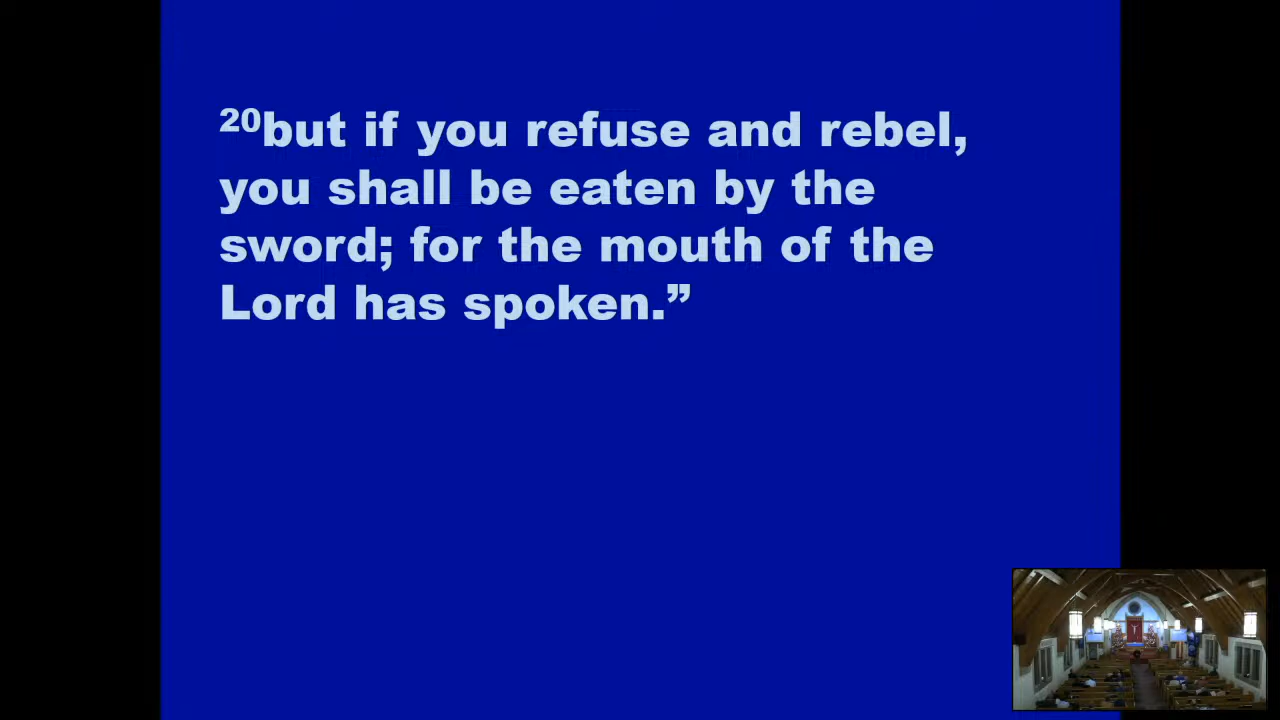 20but if you refuse and rebel,
you shall be eaten by the
sword; for the mouth of the
Lord has spoken.”